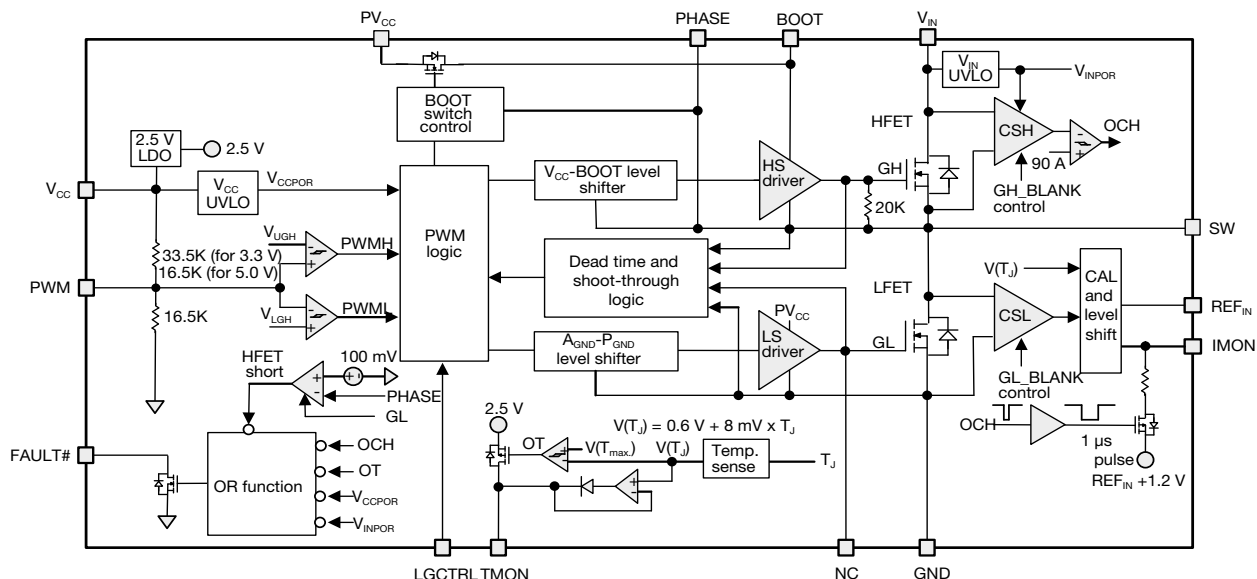 PVCC
PHASE
BOOT
VIN
VIN
UVLO
VINPOR
BOOT
switch
control
HFET
CSH
OCH
90 A
2.5 V
LDO
2.5 V
VCC
VCC
UVLO
VCCPOR
VCC-BOOT level
shifter
HS
driver
GH
20K
GH_BLANK
control
SW
VUGH
PWMH
33.5K (for 3.3 V)
16.5K (for 5.0 V)
PWM
logic
Dead time and
shoot-through
logic
V(TJ)
CAL
and
level
shift
PWM
LFET
REFIN
16.5K
VLGH
PWML
PVCC
CSL
AGND-PGND
level shifter
LS
driver
GL
IMON
HFET
short
100 mV
GL_BLANK
control
PHASE
GL
2.5 V
V(TJ) = 0.6 V + 8 mV x TJ
OCH
1 µs
pulse
REFIN +1.2 V
FAULT#
OR function
OCH
OT
VCCPOR
VINPOR
OT
V(Tmax.)
V(TJ)
Temp.
sense
TJ
LGCTRL
TMON
NC
GND